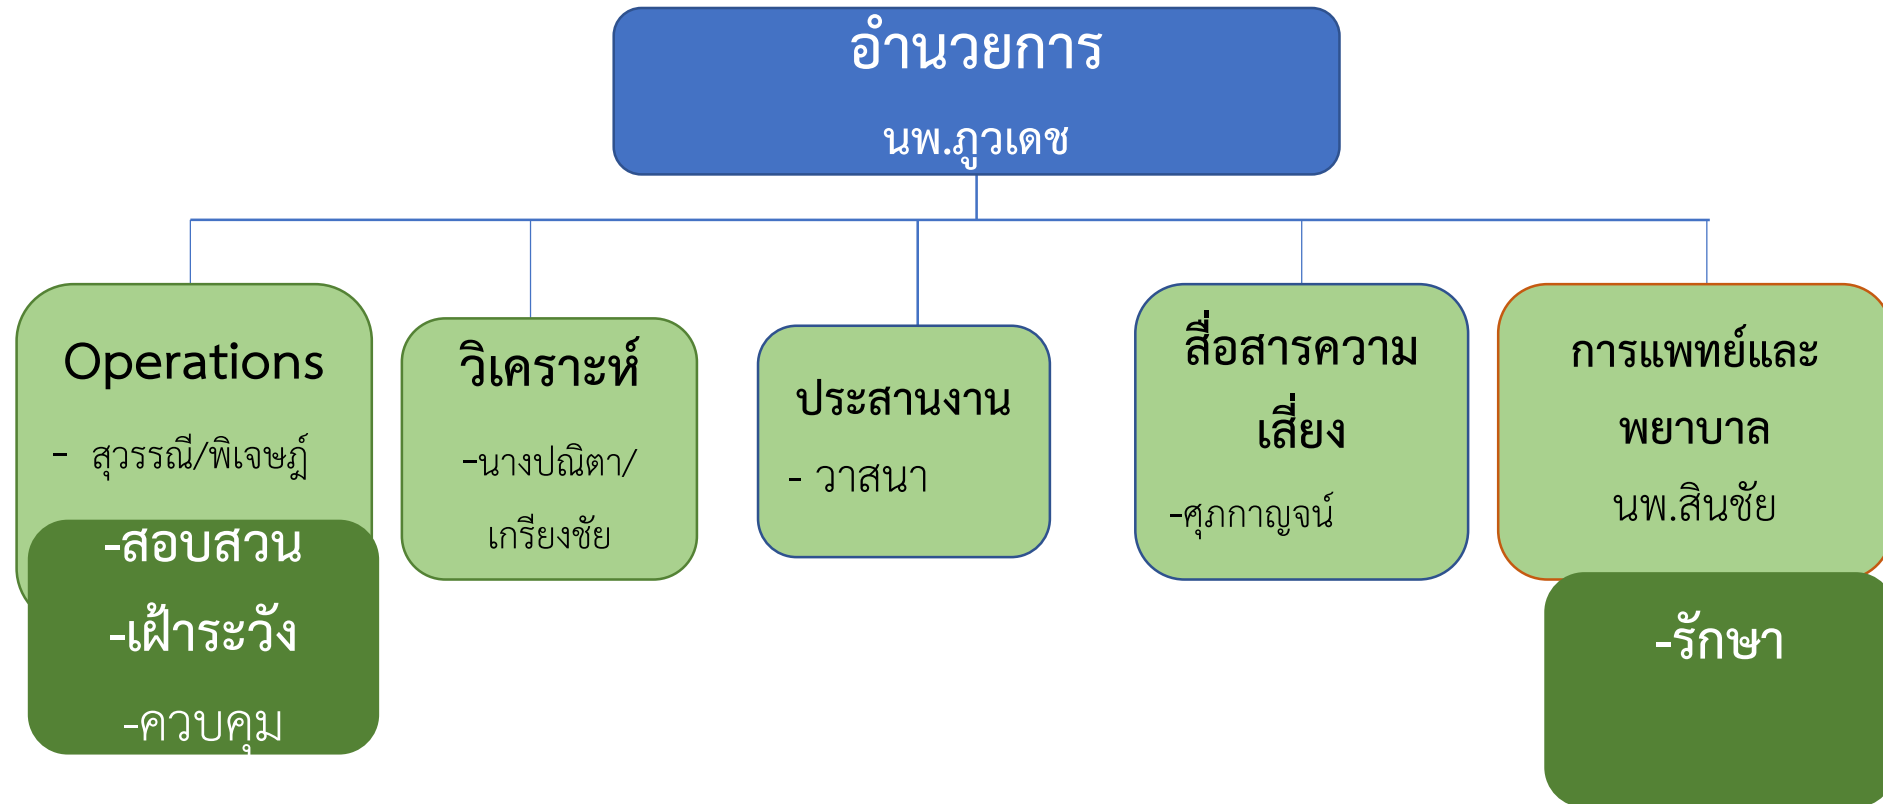 อำนวยการ
นพ.ภูวเดช
Operations
- สุวรรณี/พิเจษฎ์
-สอบสวน
-เฝ้าระวัง
-ควบคุม
วิเคราะห์
-นางปณิตา/
เกรียงชัย
ประสานงาน
- วาสนา
สื่อสารความ
เสี่ยง
-ศุภกาญจน์
การแพทย์และ
พยาบาล
นพ.สินชัย
-รักษา